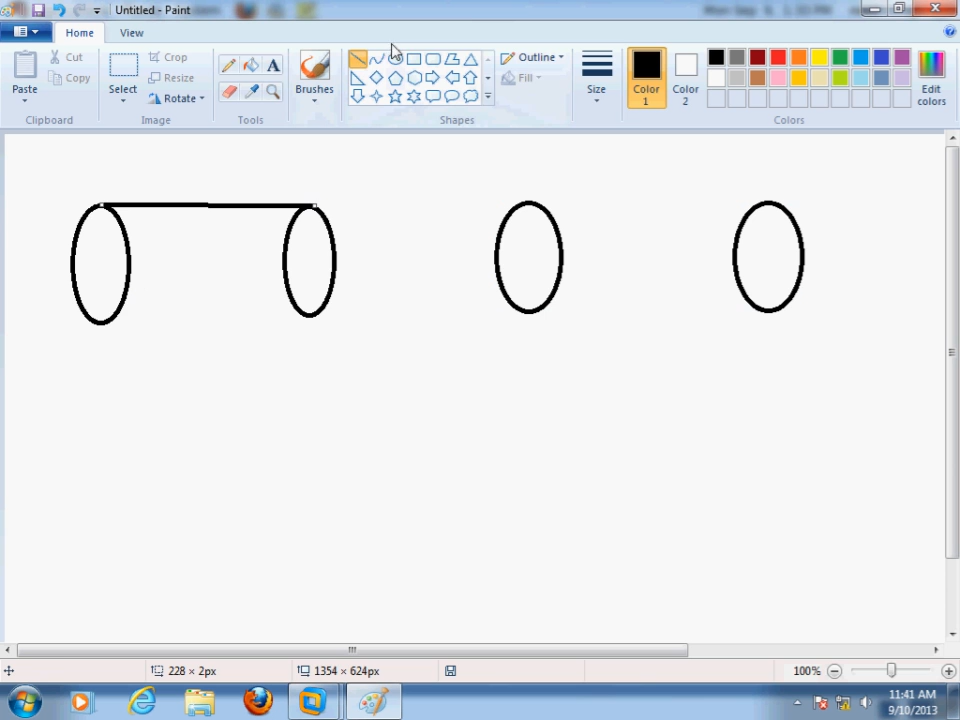 Untitled - Paint
Home
View
Paste
Cut
Copy
Clipboard
Select
Crop
Resize
Rotate
Image
A
Tools
Brushes
Shapes
Outline
Fill
Size
Color 1
Color 2
Edit colors
Colors
228 × 2px
1354 × 624px
100%
11:41 AM
9/10/2013